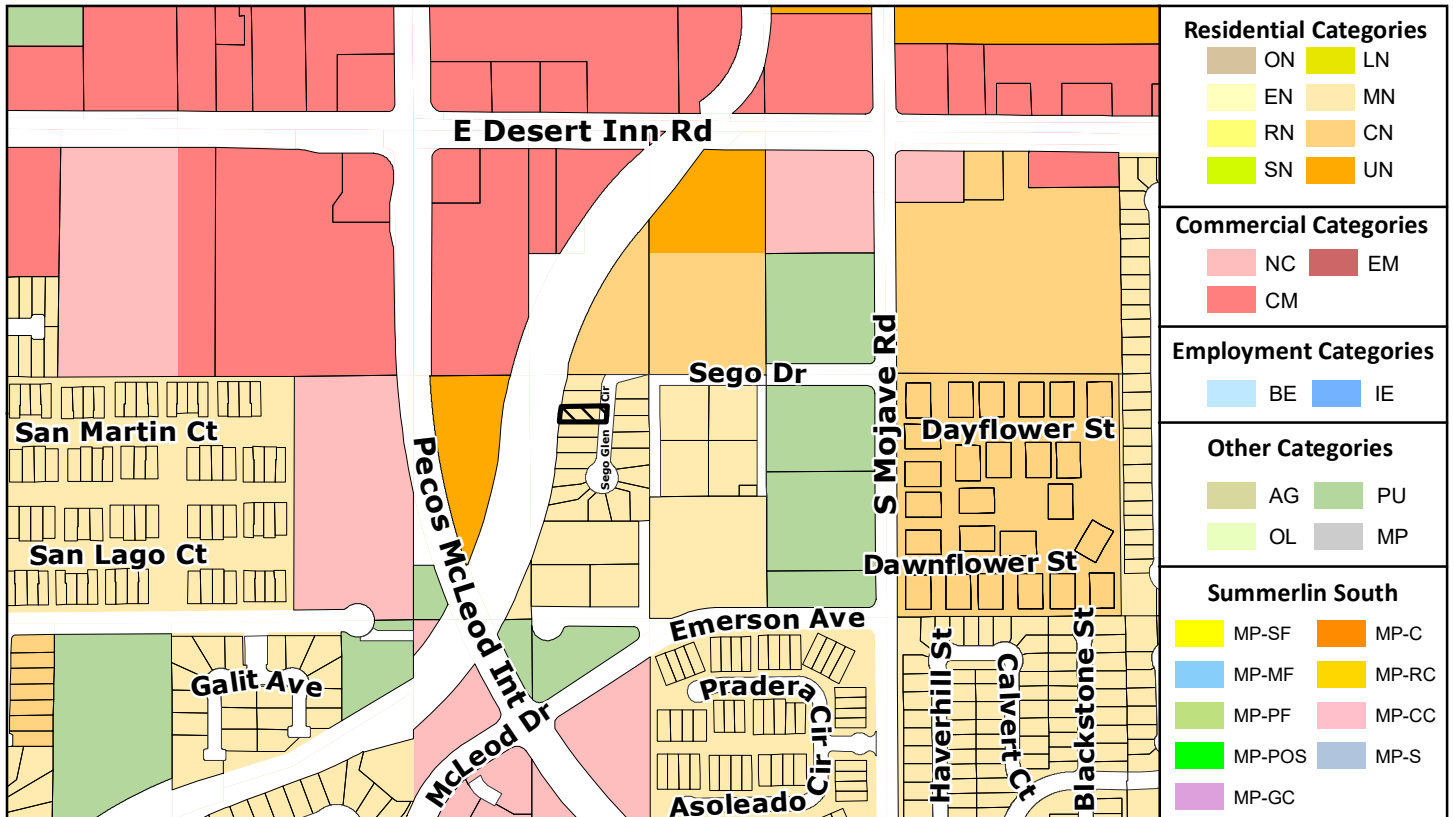 E Desert Inn Rd
Sego Dr
S Mojave Rd
San Martin Ct
Sego Glen Cir
Dayflower St
Pecos McLeod Int
San Lago Ct
Dawnflower St
Emerson Ave
Galit Ave
Pradera Cir
Cir
McLeod Dr
Asoleado
Haverhill St
Calvert Ct
Blackstone St
Residential Categories
ON LN
EN MN
RN CN
SN UN
Commercial Categories
NC EM
CM
Employment Categories
BE IE
Other Categories
AG PU
OL MP
Summerlin South
MP-SF MP-C
MP-MF MP-RC
MP-PF MP-CC
MP-POS MP-S
MP-GC